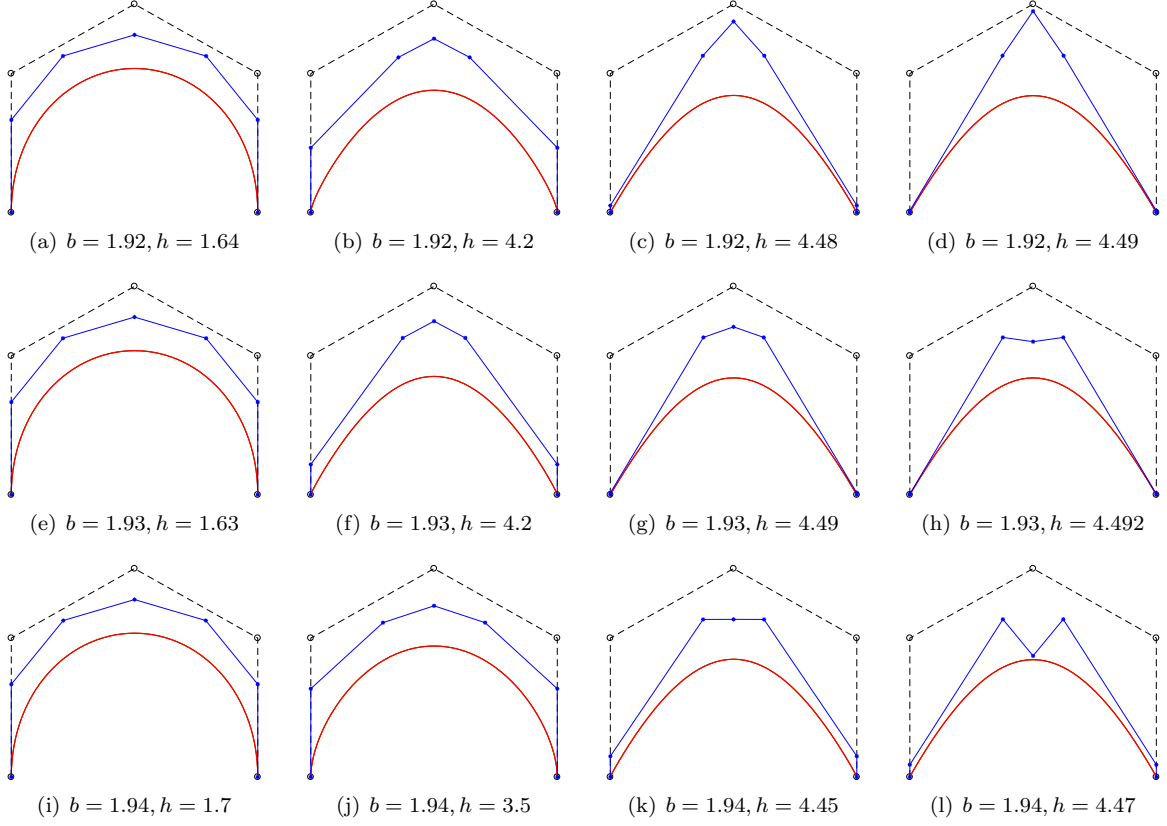 (a) b = 1.92, h = 1.64
(b) b = 1.92, h = 4.2
(c) b = 1.92, h = 4.48
(d) b = 1.92, h = 4.49
(e) b = 1.93, h = 1.63
(f) b = 1.93, h = 4.2
(g) b = 1.93, h = 4.49
(h) b = 1.93, h = 4.492
(i) b = 1.94, h = 1.7
(j) b = 1.94, h = 3.5
(k) b = 1.94, h = 4.45
(l) b = 1.94, h = 4.47